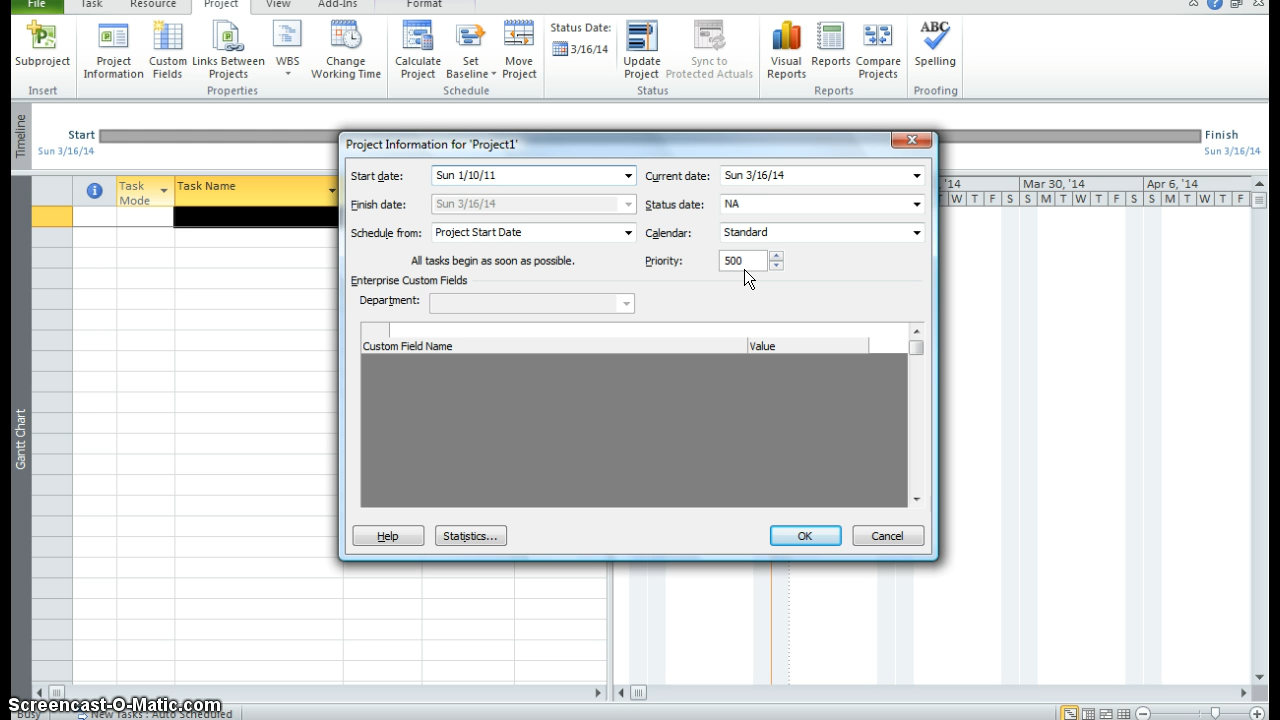 File Task Resource Project View Add-Ins Format
Subproject
Project Information
Custom Fields
Links Between Projects
WBS
Change Working Time
Calculate Project
Set Baseline
Move Project
Status Date:
3/16/14
Update Project
Sync to Protected Actuals
Visual Reports
Reports
Compare Projects
ABC
Spelling
Insert Properties Schedule Status Reports Proofing
Timeline
Start
Sun 3/16/14
Finish
Sun 3/16/14
Task Mode
Task Name
'14 Mar 30, '14 Apr 6, '14
W T F S S M T W T F S S M T W T F
Gantt Chart
Project Information for 'Project1'
Start date: Sun 1/10/11 Current date: Sun 3/16/14
Finish date: Sun 3/16/14 Status date: NA
Schedule from: Project Start Date Calendar: Standard
All tasks begin as soon as possible. Priority: 500
Enterprise Custom Fields
Department:
Custom Field Name Value
Help Statistics... OK Cancel
Screencast-O-Matic.com
Busy New Tasks : Auto Scheduled